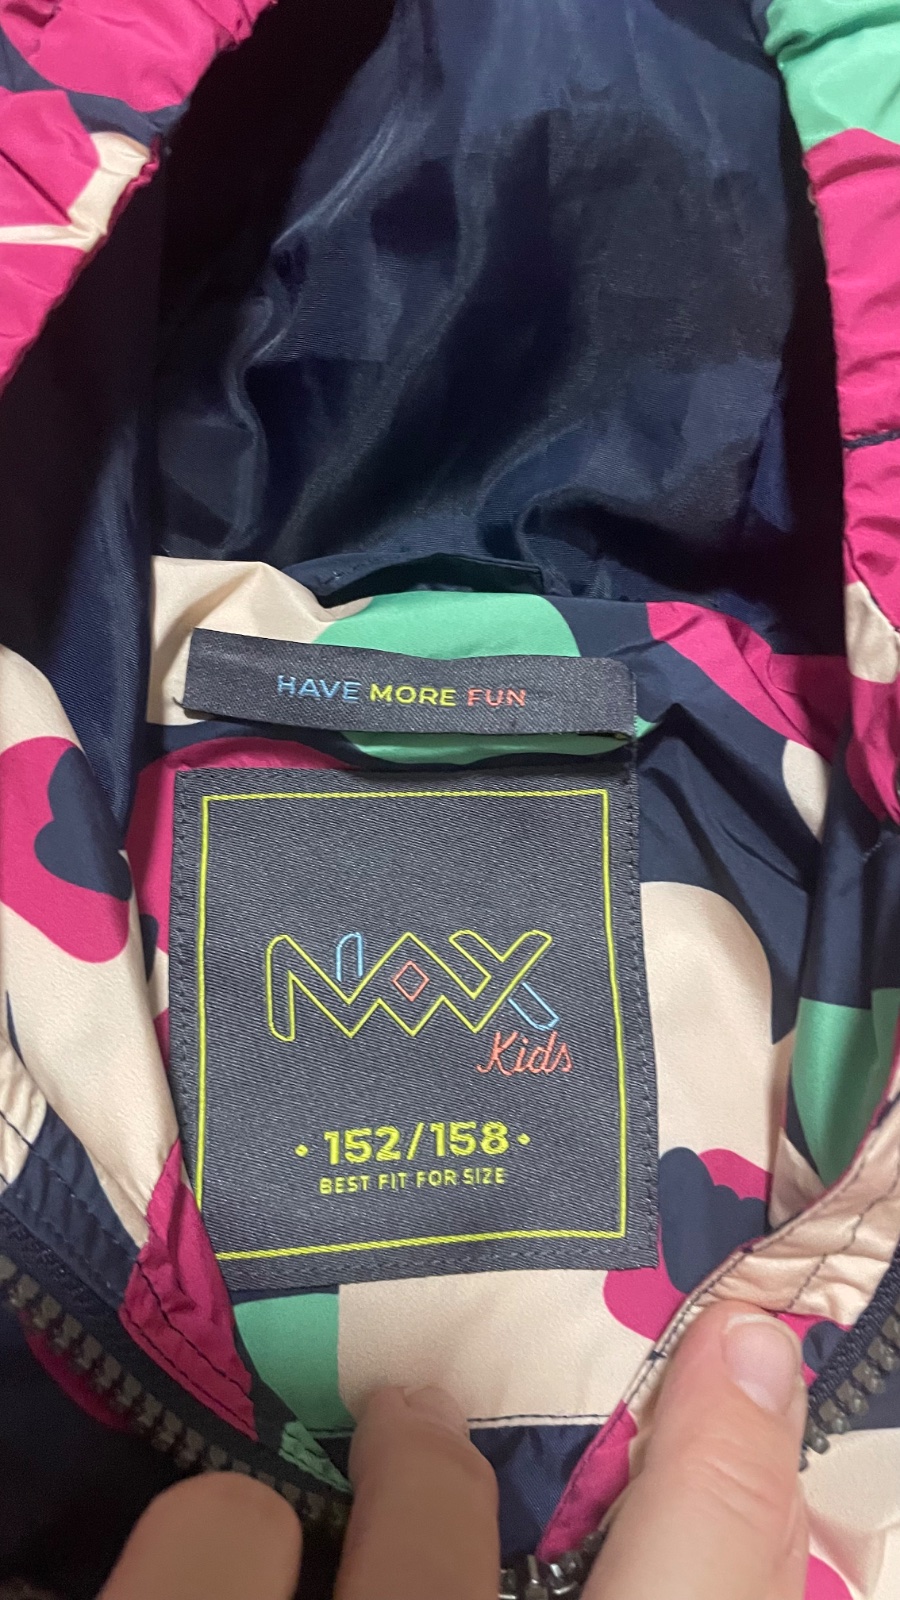 HAVE MORE FUN
NAX
Kids
· 152/158 ·
BEST FIT FOR SIZE